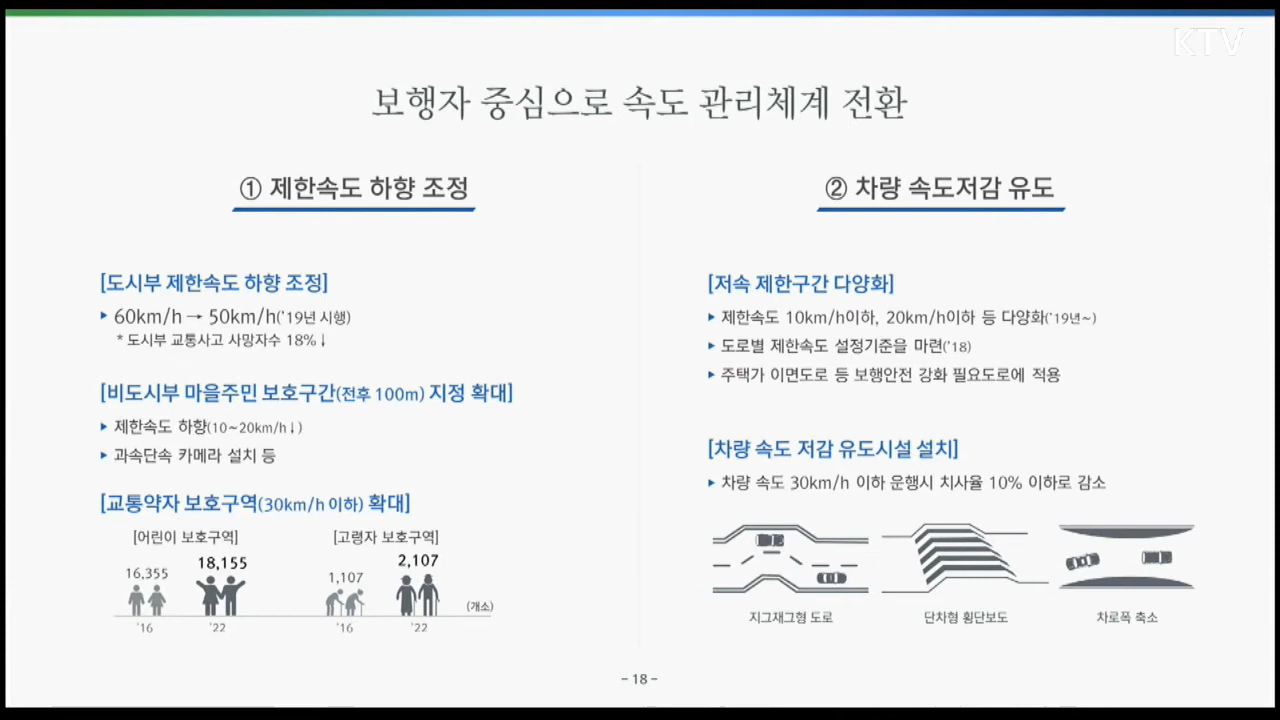 KTV
보행자 중심으로 속도 관리체계 전환
① 제한속도 하향 조정
[도시부 제한속도 하향 조정]
▶ 60km/h → 50km/h('19년 시행)
* 도시부 교통사고 사망자수 18%↓
[비도시부 마을주민 보호구간(전후 100m) 지정 확대]
▶ 제한속도 하향(10~20km/h↓)
▶ 과속단속 카메라 설치 등
[교통약자 보호구역(30km/h 이하) 확대]
[어린이 보호구역]
16,355
18,155
'16
'22
[고령자 보호구역]
1,107
2,107
(개소)
'16
'22
② 차량 속도저감 유도
[저속 제한구간 다양화]
▶ 제한속도 10km/h이하, 20km/h이하 등 다양화('19년~)
▶ 도로별 제한속도 설정기준을 마련('18)
▶ 주택가 이면도로 등 보행안전 강화 필요도로에 적용
[차량 속도 저감 유도시설 설치]
▶ 차량 속도 30km/h 이하 운행시 치사율 10% 이하로 감소
지그재그형 도로
단차형 횡단보도
차로폭 축소
- 18 -